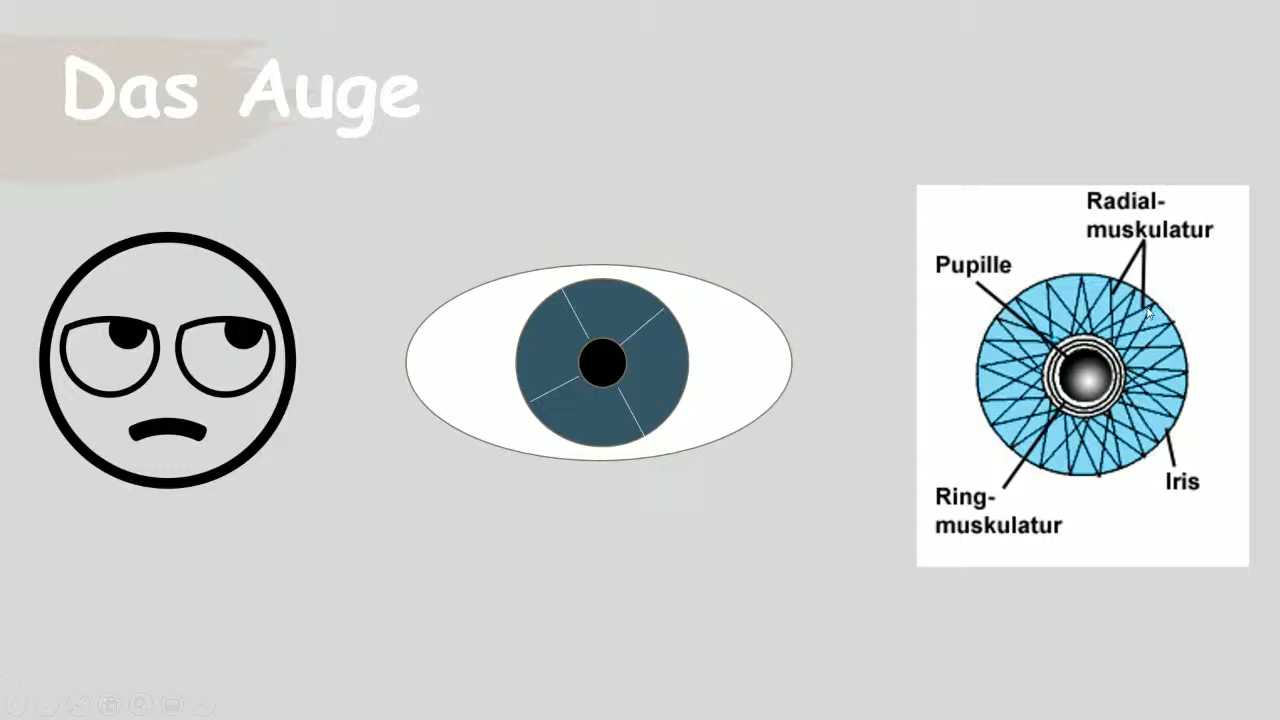 Das Auge
Radial-
muskulatur
Pupille
Ring-
muskulatur
Iris